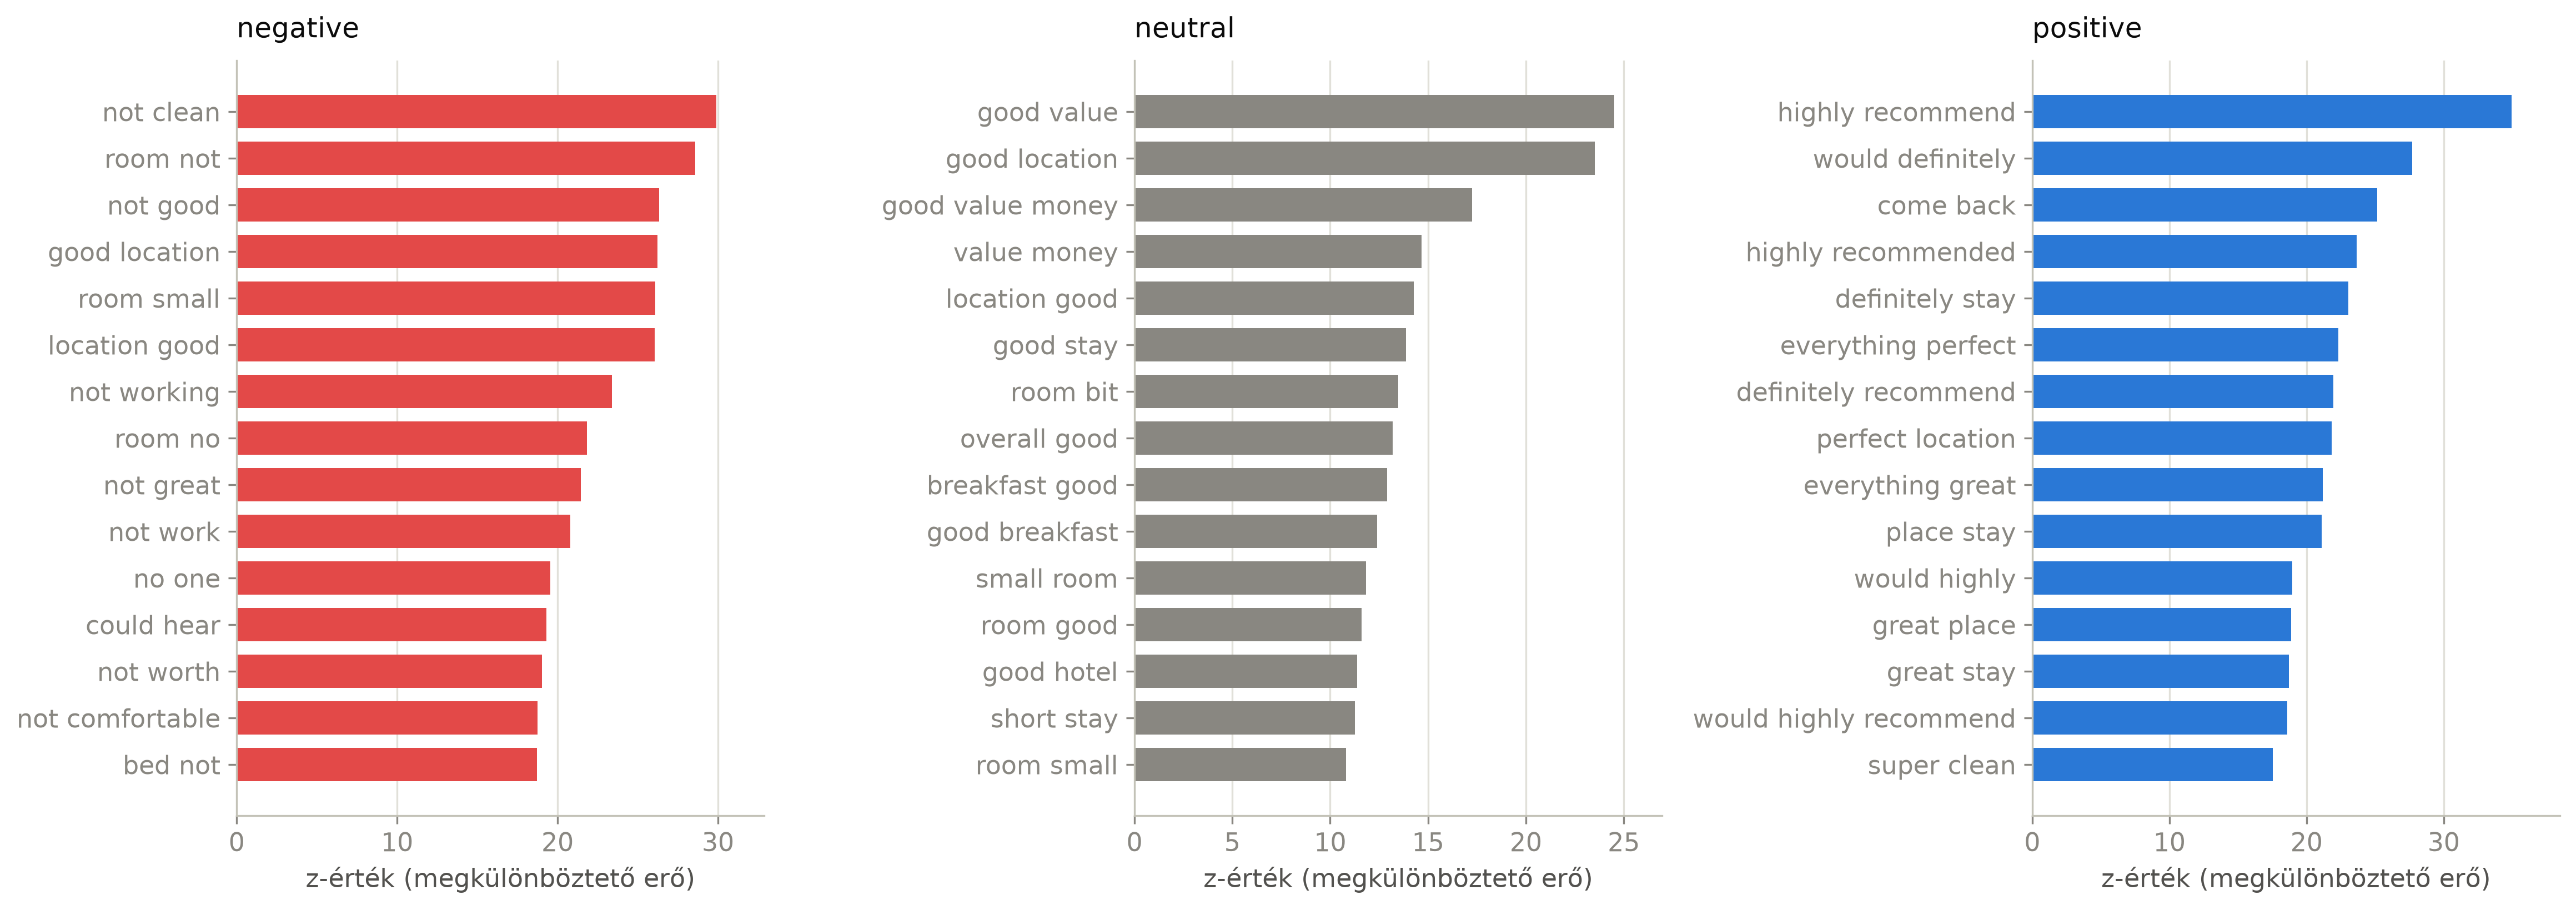 negative
not clean
room not
not good
good location
room small
location good
not working
room no
not great
not work
no one
could hear
not worth
not comfortable
bed not
0 10 20 30
z-érték (megkülönböztető erő)
neutral
good value
good location
good value money
value money
location good
good stay
room bit
overall good
breakfast good
good breakfast
small room
room good
good hotel
short stay
room small
0 5 10 15 20 25
z-érték (megkülönböztető erő)
positive
highly recommend
would definitely
come back
highly recommended
definitely stay
everything perfect
definitely recommend
perfect location
everything great
place stay
would highly
great place
great stay
would highly recommend
super clean
0 10 20 30
z-érték (megkülönböztető erő)